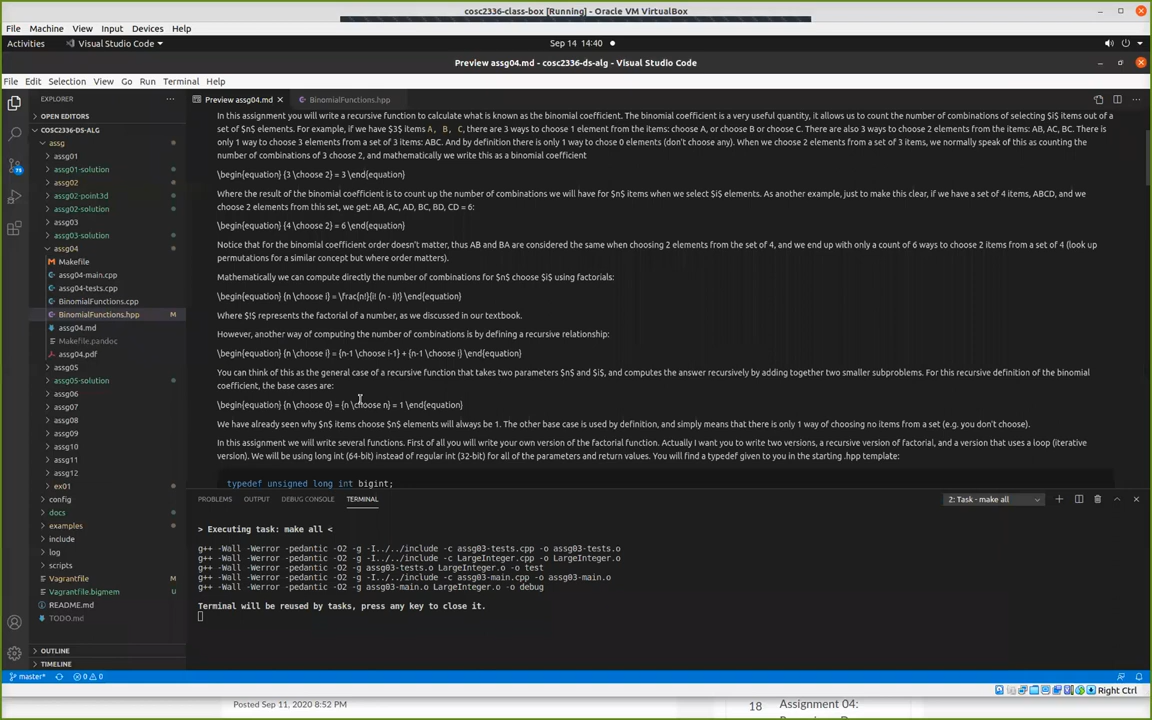 cosc2336-class-box [Running] - Oracle VM VirtualBox
File Machine View Input Devices Help
Activities Visual Studio Code Sep 14 14:40
Preview assg04.md - cosc2336-ds-alg - Visual Studio Code
File Edit Selection View Go Run Terminal Help
EXPLORER
OPEN EDITORS
COSC2336-DS-ALG
assg
assg01
assg01-solution
assg02
assg02-point3d
assg02-solution
assg03
assg03-solution
assg04
Makefile
assg04-main.cpp
assg04-tests.cpp
BinomialFunctions.cpp
BinomialFunctions.hpp M
assg04.md
Makefile.pandoc
assg04.pdf
assg05
assg05-solution
assg06
assg07
assg08
assg09
assg10
assg11
assg12
ex01
config
docs
examples
include
log
scripts
Vagrantfile M
Vagrantfile.bigmem U
README.md
TODO.md
OUTLINE
TIMELINE
Preview assg04.md BinomialFunctions.hpp
In this assignment you will write a recursive function to calculate what is known as the binomial coefficient. The binomial coefficient is a very useful quantity, it allows us to count the number of combinations of selecting $i$ items out of a
set of $n$ elements. For example, if we have $3$ items A, B, C, there are 3 ways to choose 1 element from the items: choose A, or choose B or choose C. There are also 3 ways to choose 2 elements from the items: AB, AC, BC. There is
only 1 way to choose 3 elements from a set of 3 items: ABC. And by definition there is only 1 way to chose 0 elements (don't choose any). When we choose 2 elements from a set of 3 items, we normally speak of this as counting the
number of combinations of 3 choose 2, and mathematically we write this as a binomial coefficient
\begin{equation} {3 \choose 2} = 3 \end{equation}
Where the result of the binomial coefficient is to count up the number of combinations we will have for $n$ items when we select $i$ elements. As another example, just to make this clear, if we have a set of 4 items, ABCD, and we
choose 2 elements from this set, we get: AB, AC, AD, BC, BD, CD = 6:
\begin{equation} {4 \choose 2} = 6 \end{equation}
Notice that for the binomial coefficient order doesn't matter, thus AB and BA are considered the same when choosing 2 elements from the set of 4, and we end up with only a count of 6 ways to choose 2 items from a set of 4 (look up
permutations for a similar concept but where order matters).
Mathematically we can compute directly the number of combinations for $n$ choose $i$ using factorials:
\begin{equation} {n \choose i} = \frac{n!}{i! (n - i)!} \end{equation}
Where $!$ represents the factorial of a number, as we discussed in our textbook.
However, another way of computing the number of combinations is by defining a recursive relationship:
\begin{equation} {n \choose i} = {n-1 \choose i-1} + {n-1 \choose i} \end{equation}
You can think of this as the general case of a recursive function that takes two parameters $n$ and $i$, and computes the answer recursively by adding together two smaller subproblems. For this recursive definition of the binomial
coefficient, the base cases are:
\begin{equation} {n \choose 0} = {n \choose n} = 1 \end{equation}
We have already seen why $n$ items choose $n$ elements will always be 1. The other base case is used by definition, and simply means that there is only 1 way of choosing no items from a set (e.g. you don't choose).
In this assignment we will write several functions. First of all you will write your own version of the factorial function. Actually I want you to write two versions, a recursive version of factorial, and a version that uses a loop (iterative
version). We will be using long int (64-bit) instead of regular int (32-bit) for all of the parameters and return values. You will find a typedef given to you in the starting .hpp template:
typedef unsigned long int bigint;
PROBLEMS OUTPUT DEBUG CONSOLE TERMINAL 2: Task - make all
> Executing task: make all <
g++ -Wall -Werror -pedantic -O2 -g -I../../include -c assg03-tests.cpp -o assg03-tests.o
g++ -Wall -Werror -pedantic -O2 -g -I../../include -c LargeInteger.cpp -o LargeInteger.o
g++ -Wall -Werror -pedantic -O2 -g assg03-tests.o LargeInteger.o -o test
g++ -Wall -Werror -pedantic -O2 -g -I../../include -c assg03-main.cpp -o assg03-main.o
g++ -Wall -Werror -pedantic -O2 -g assg03-main.o LargeInteger.o -o debug
Terminal will be reused by tasks, press any key to close it.
master* 0 0
Right Ctrl
Posted Sep 11, 2020 8:52 PM
18 Assignment 04: